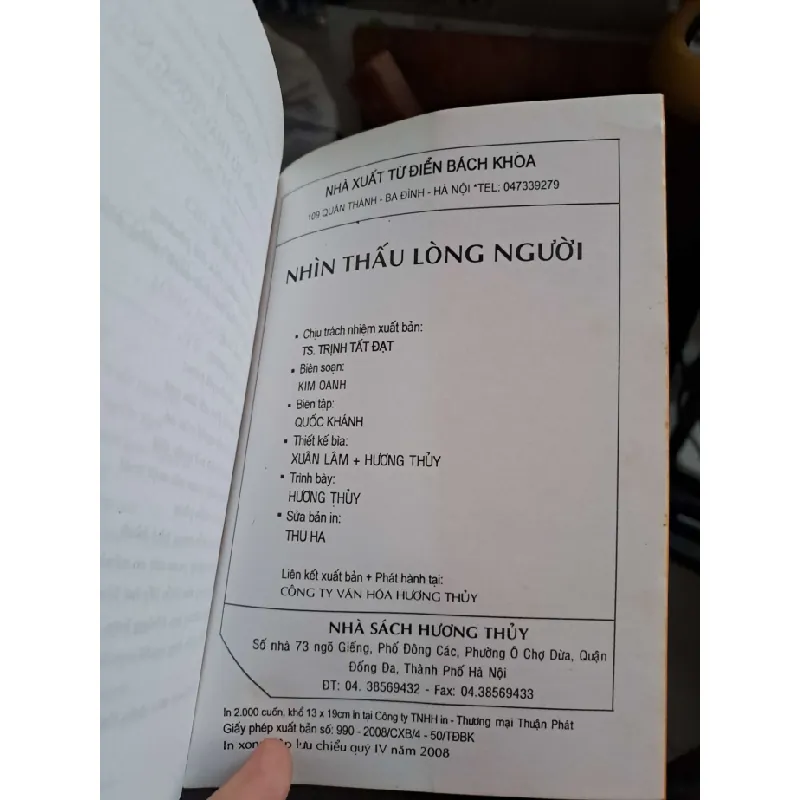 NHÀ XUẤT TỪ ĐIỂN BÁCH KHOA
109 QUÁN THÁNH - BA ĐÌNH - HÀ NỘI *TEL: 047339279
NHÌN THẤU LÒNG NGƯỜI
• Chịu trách nhiệm xuất bản:
TS. TRỊNH TẤT ĐẠT
• Biên soạn:
KIM OANH
• Biên tập:
QUỐC KHÁNH
• Thiết kế bìa:
XUÂN LÂM + HƯƠNG THỦY
• Trình bày:
HƯƠNG THÙY
• Sửa bản in:
THU HA
Liên kết xuất bản + Phát hành tại:
CÔNG TY VĂN HÓA HƯƠNG THỦY
NHÀ SÁCH HƯƠNG THỦY
Số nhà 73 ngõ Giếng, Phố Đông Các, Phường Ô Chợ Dừa, Quận
Đống Đa, Thành Phố Hà Nội
ĐT: 04. 38569432 - Fax: 04.38569433
In 2.000 cuốn, khổ 13 x 19cm in tại Công ty TNHH in - Thương mại Thuận Phát
Giấy phép xuất bản số: 990 - 2008/CXB/4 - 50/TĐBK
In xong lưu chiểu quý IV năm 2008